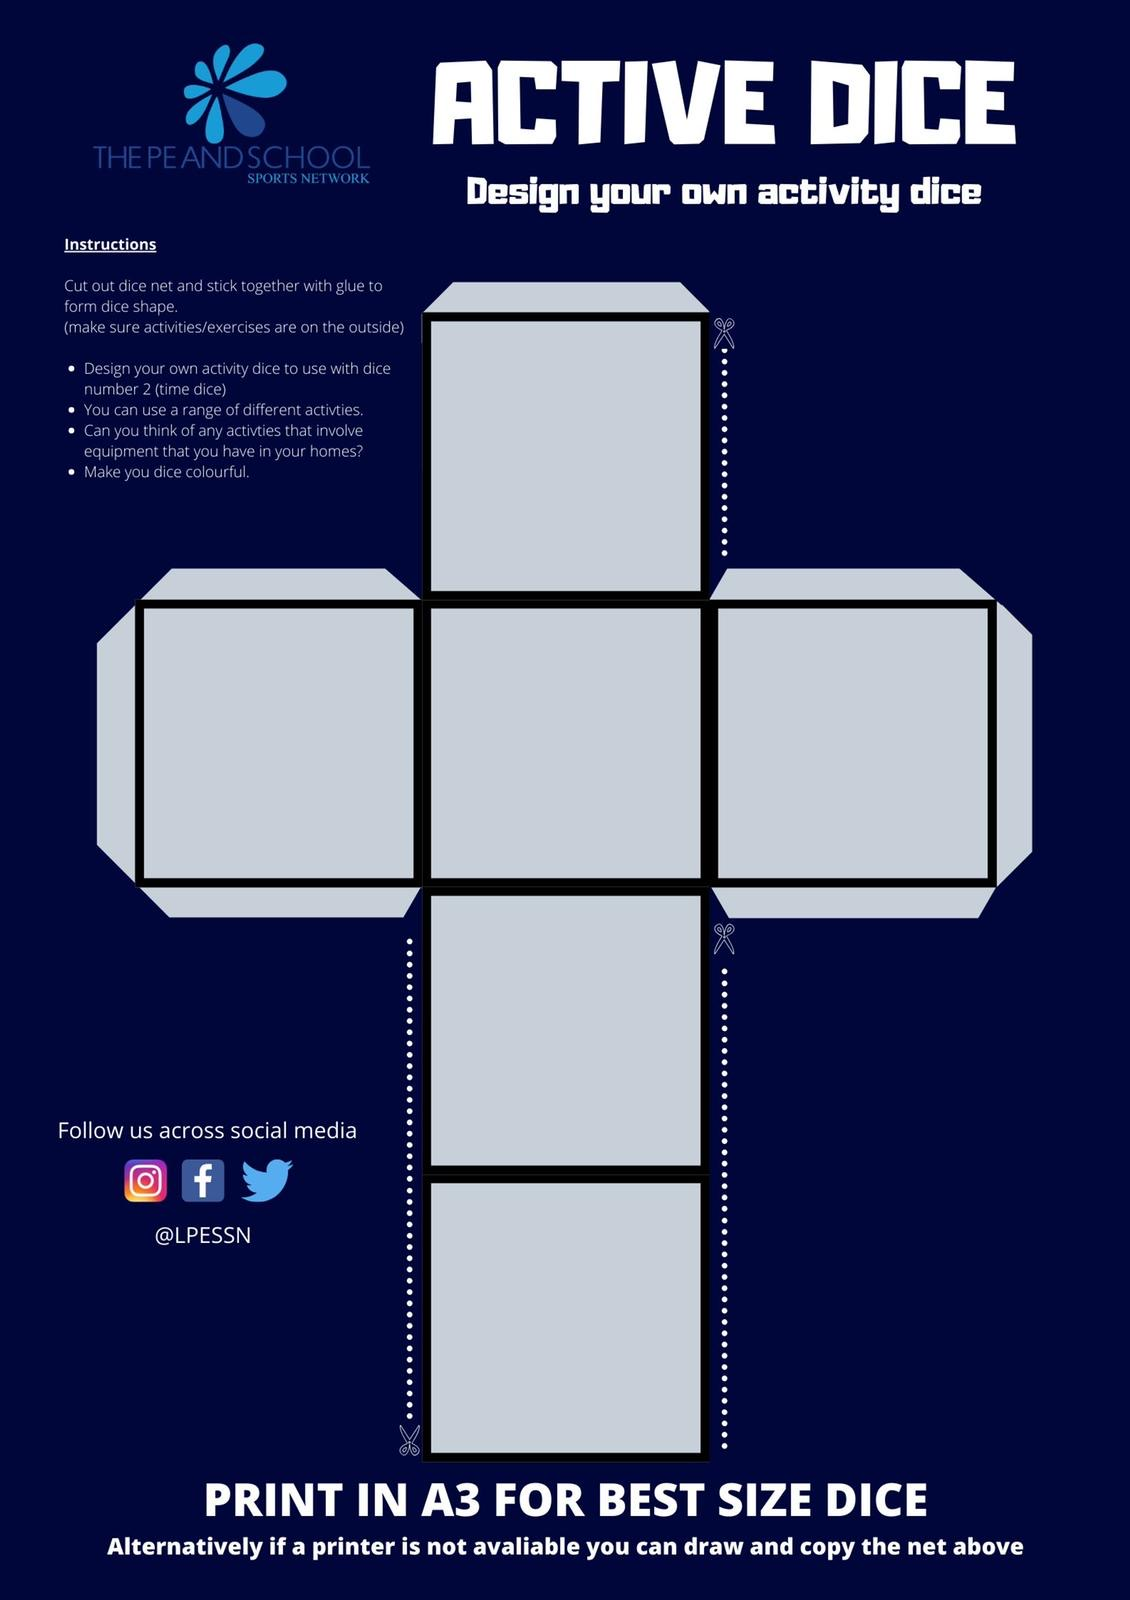 THE PE AND SCHOOL
SPORTS NETWORK
ACTIVE DICE
Design your own activity dice
Instructions
Cut out dice net and stick together with glue to
form dice shape.
(make sure activities/exercises are on the outside)
• Design your own activity dice to use with dice
number 2 (time dice)
• You can use a range of different activties.
• Can you think of any activties that involve
equipment that you have in your homes?
• Make you dice colourful.
Follow us across social media
@LPESSN
PRINT IN A3 FOR BEST SIZE DICE
Alternatively if a printer is not avaliable you can draw and copy the net above